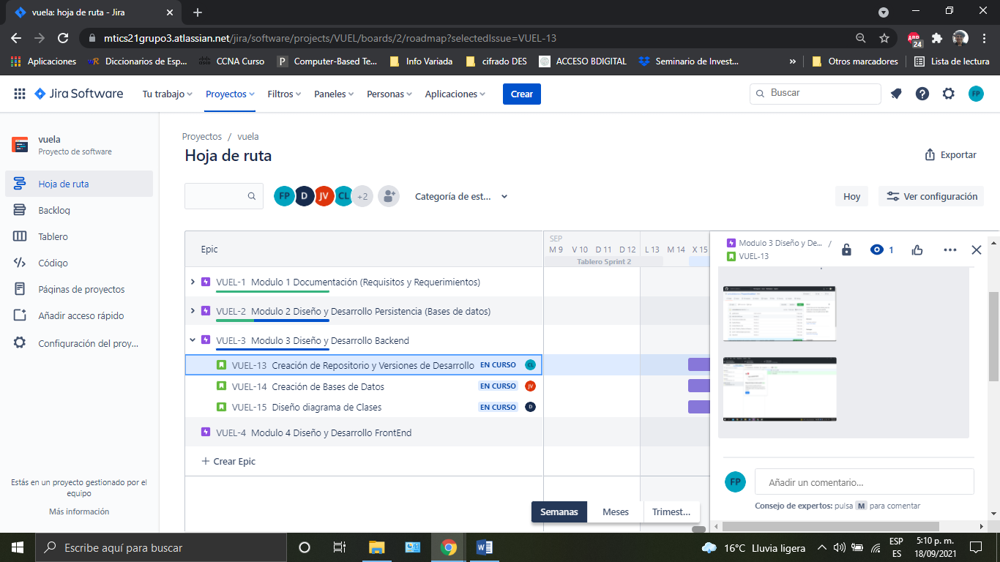 vuela: hoja de ruta - Jira
mtics21grupo3.atlassian.net/jira/software/projects/VUEL/boards/2/roadmap?selectedIssue=VUEL-13
ABP
24
Aplicaciones
Diccionarios de Esp...
CCNA Curso
Computer-Based Te...
Info Variada
cifrado DES
ACCESO BDIGITAL
Seminario de Invest...
»
Otros marcadores
Lista de lectura
Jira Software
Tu trabajo
Proyectos
Filtros
Paneles
Personas
Aplicaciones
Crear
Buscar
FP
vuela
Proyecto de software
Hoja de ruta
Backlog
Tablero
Código
Páginas de proyectos
Añadir acceso rápido
Configuración del proy...
Estás en un proyecto gestionado por el
equipo
Más información
Proyectos / vuela
Hoja de ruta
Exportar
FP D JV CL +2
Categoría de est...
Hoy
Ver configuración
Epic
SEP
M 9 V 10 D 11 D 12 L 13 M 14 X 15
Tablero Sprint 2
VUEL-1 Modulo 1 Documentación (Requisitos y Requerimientos)
VUEL-2 Modulo 2 Diseño y Desarrollo Persistencia (Bases de datos)
VUEL-3 Modulo 3 Diseño y Desarrollo Backend
VUEL-13 Creación de Repositorio y Versiones de Desarrollo EN CURSO CL
VUEL-14 Creación de Bases de Datos EN CURSO JV
VUEL-15 Diseño diagrama de Clases EN CURSO D
VUEL-4 Modulo 4 Diseño y Desarrollo FrontEnd
+ Crear Epic
Semanas
Meses
Trimest...
Modulo 3 Diseño y De... /
VUEL-13
1
FP
Añadir un comentario...
Consejo de expertos: pulsa M para comentar
Escribe aquí para buscar
16°C Lluvia ligera
ESP
ES
5:10 p. m.
18/09/2021